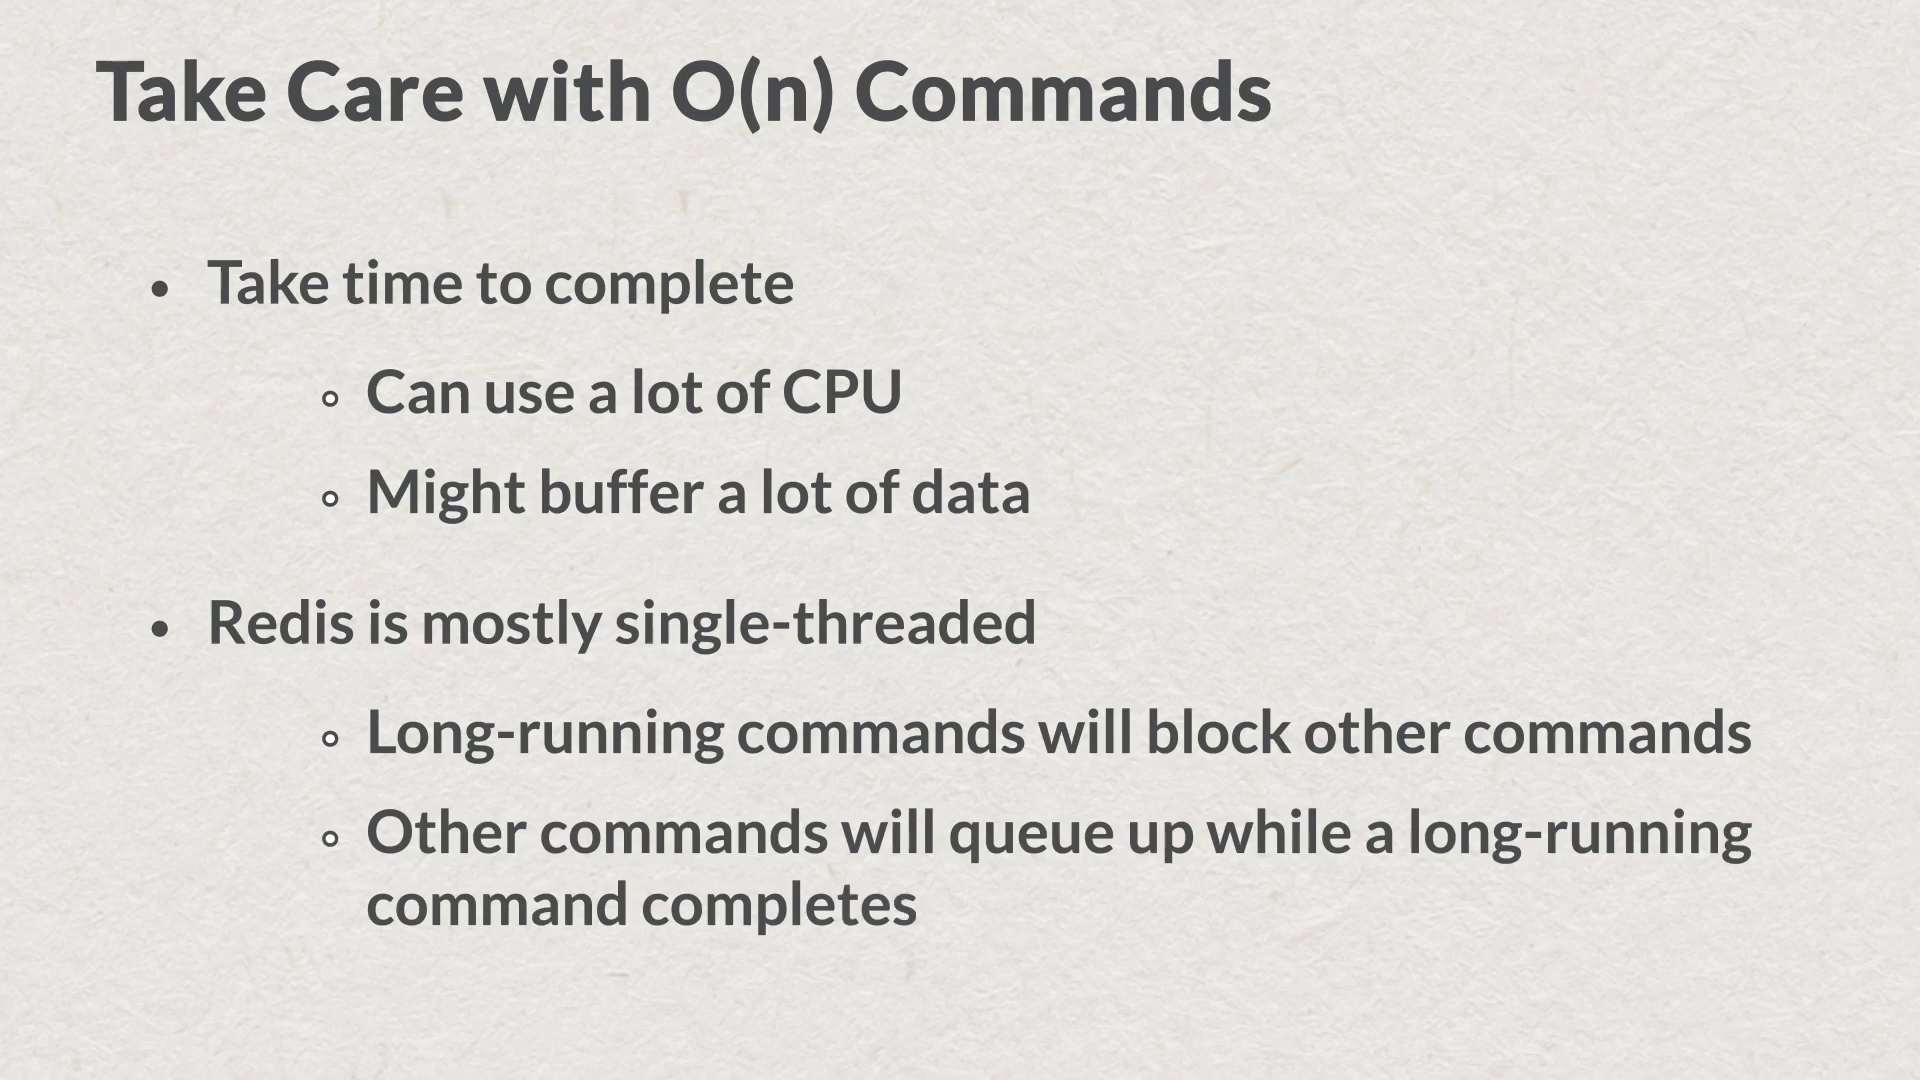 Take Care with O(n) Commands
• Take time to complete
◦ Can use a lot of CPU
◦ Might buffer a lot of data
• Redis is mostly single-threaded
◦ Long-running commands will block other commands
◦ Other commands will queue up while a long-running
command completes